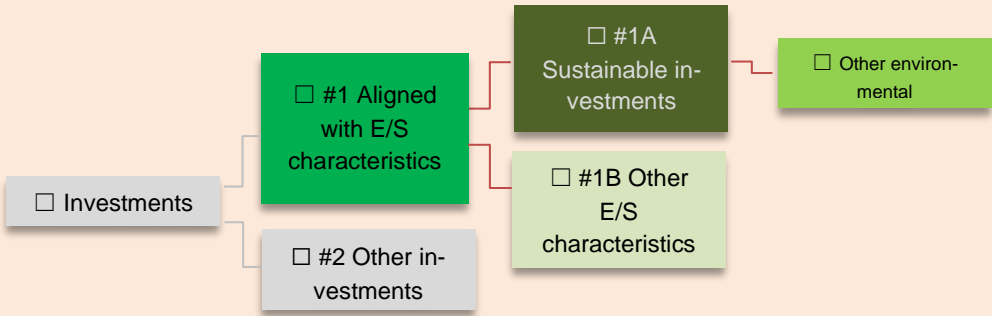 ☐ Investments
☐ #1 Aligned
with E/S
characteristics
☐ #2 Other in-
vestments
☐ #1A
Sustainable in-
vestments
☐ #1B Other
E/S
characteristics
☐ Other environ-
mental